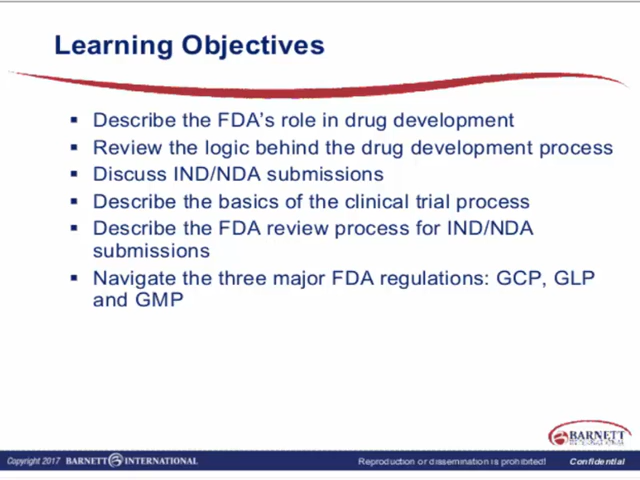 Learning Objectives
▪ Describe the FDA's role in drug development
▪ Review the logic behind the drug development process
▪ Discuss IND/NDA submissions
▪ Describe the basics of the clinical trial process
▪ Describe the FDA review process for IND/NDA
submissions
▪ Navigate the three major FDA regulations: GCP, GLP
and GMP
BARNETT
INTERNATIONAL
Copyright 2017 BARNETT INTERNATIONAL
Reproduction or dissemination is prohibited!
Confidential